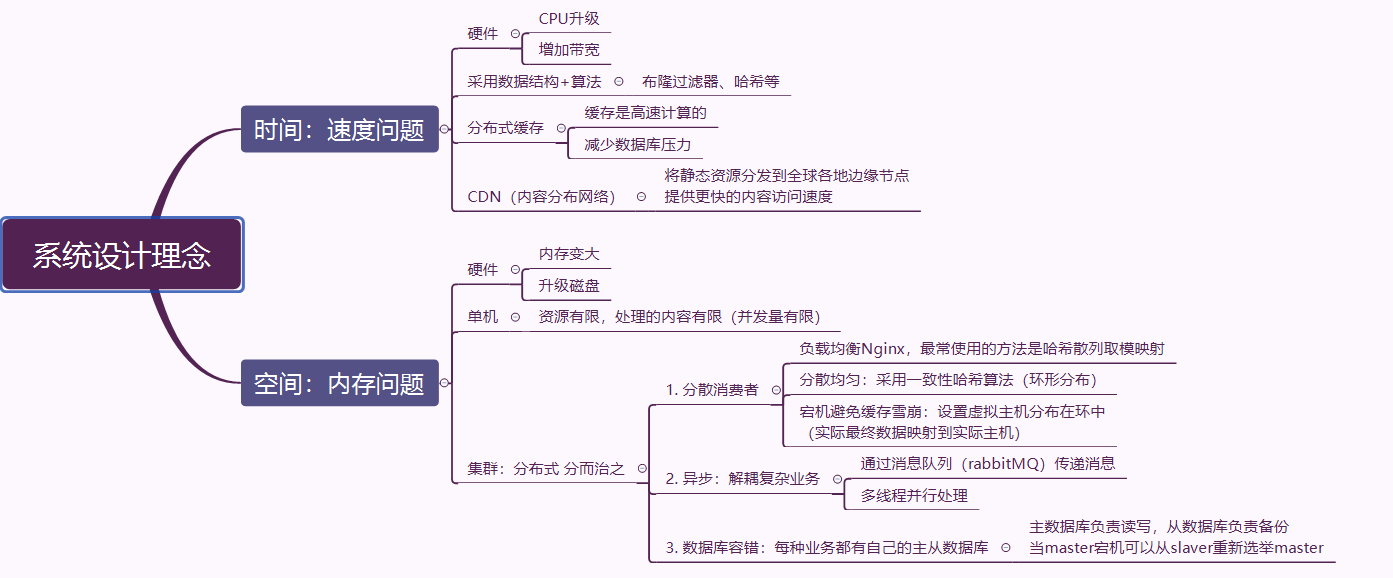 系统设计理念
时间：速度问题
硬件
CPU升级
增加带宽
采用数据结构+算法
布隆过滤器、哈希等
分布式缓存
缓存是高速计算的
减少数据库压力
CDN（内容分布网络）
将静态资源分发到全球各地边缘节点
提供更快的内容访问速度
空间：内存问题
硬件
内存变大
升级磁盘
单机
资源有限，处理的内容有限（并发量有限）
集群：分布式 分而治之
1. 分散消费者
负载均衡Nginx，最常使用的方法是哈希散列取模映射
分散均匀：采用一致性哈希算法（环形分布）
宕机避免缓存雪崩：设置虚拟主机分布在环中
（实际最终数据映射到实际主机）
2. 异步：解耦复杂业务
通过消息队列（rabbitMQ）传递消息
多线程并行处理
3. 数据库容错：每种业务都有自己的主从数据库
主数据库负责读写，从数据库负责备份
当master宕机可以从slaver重新选举master